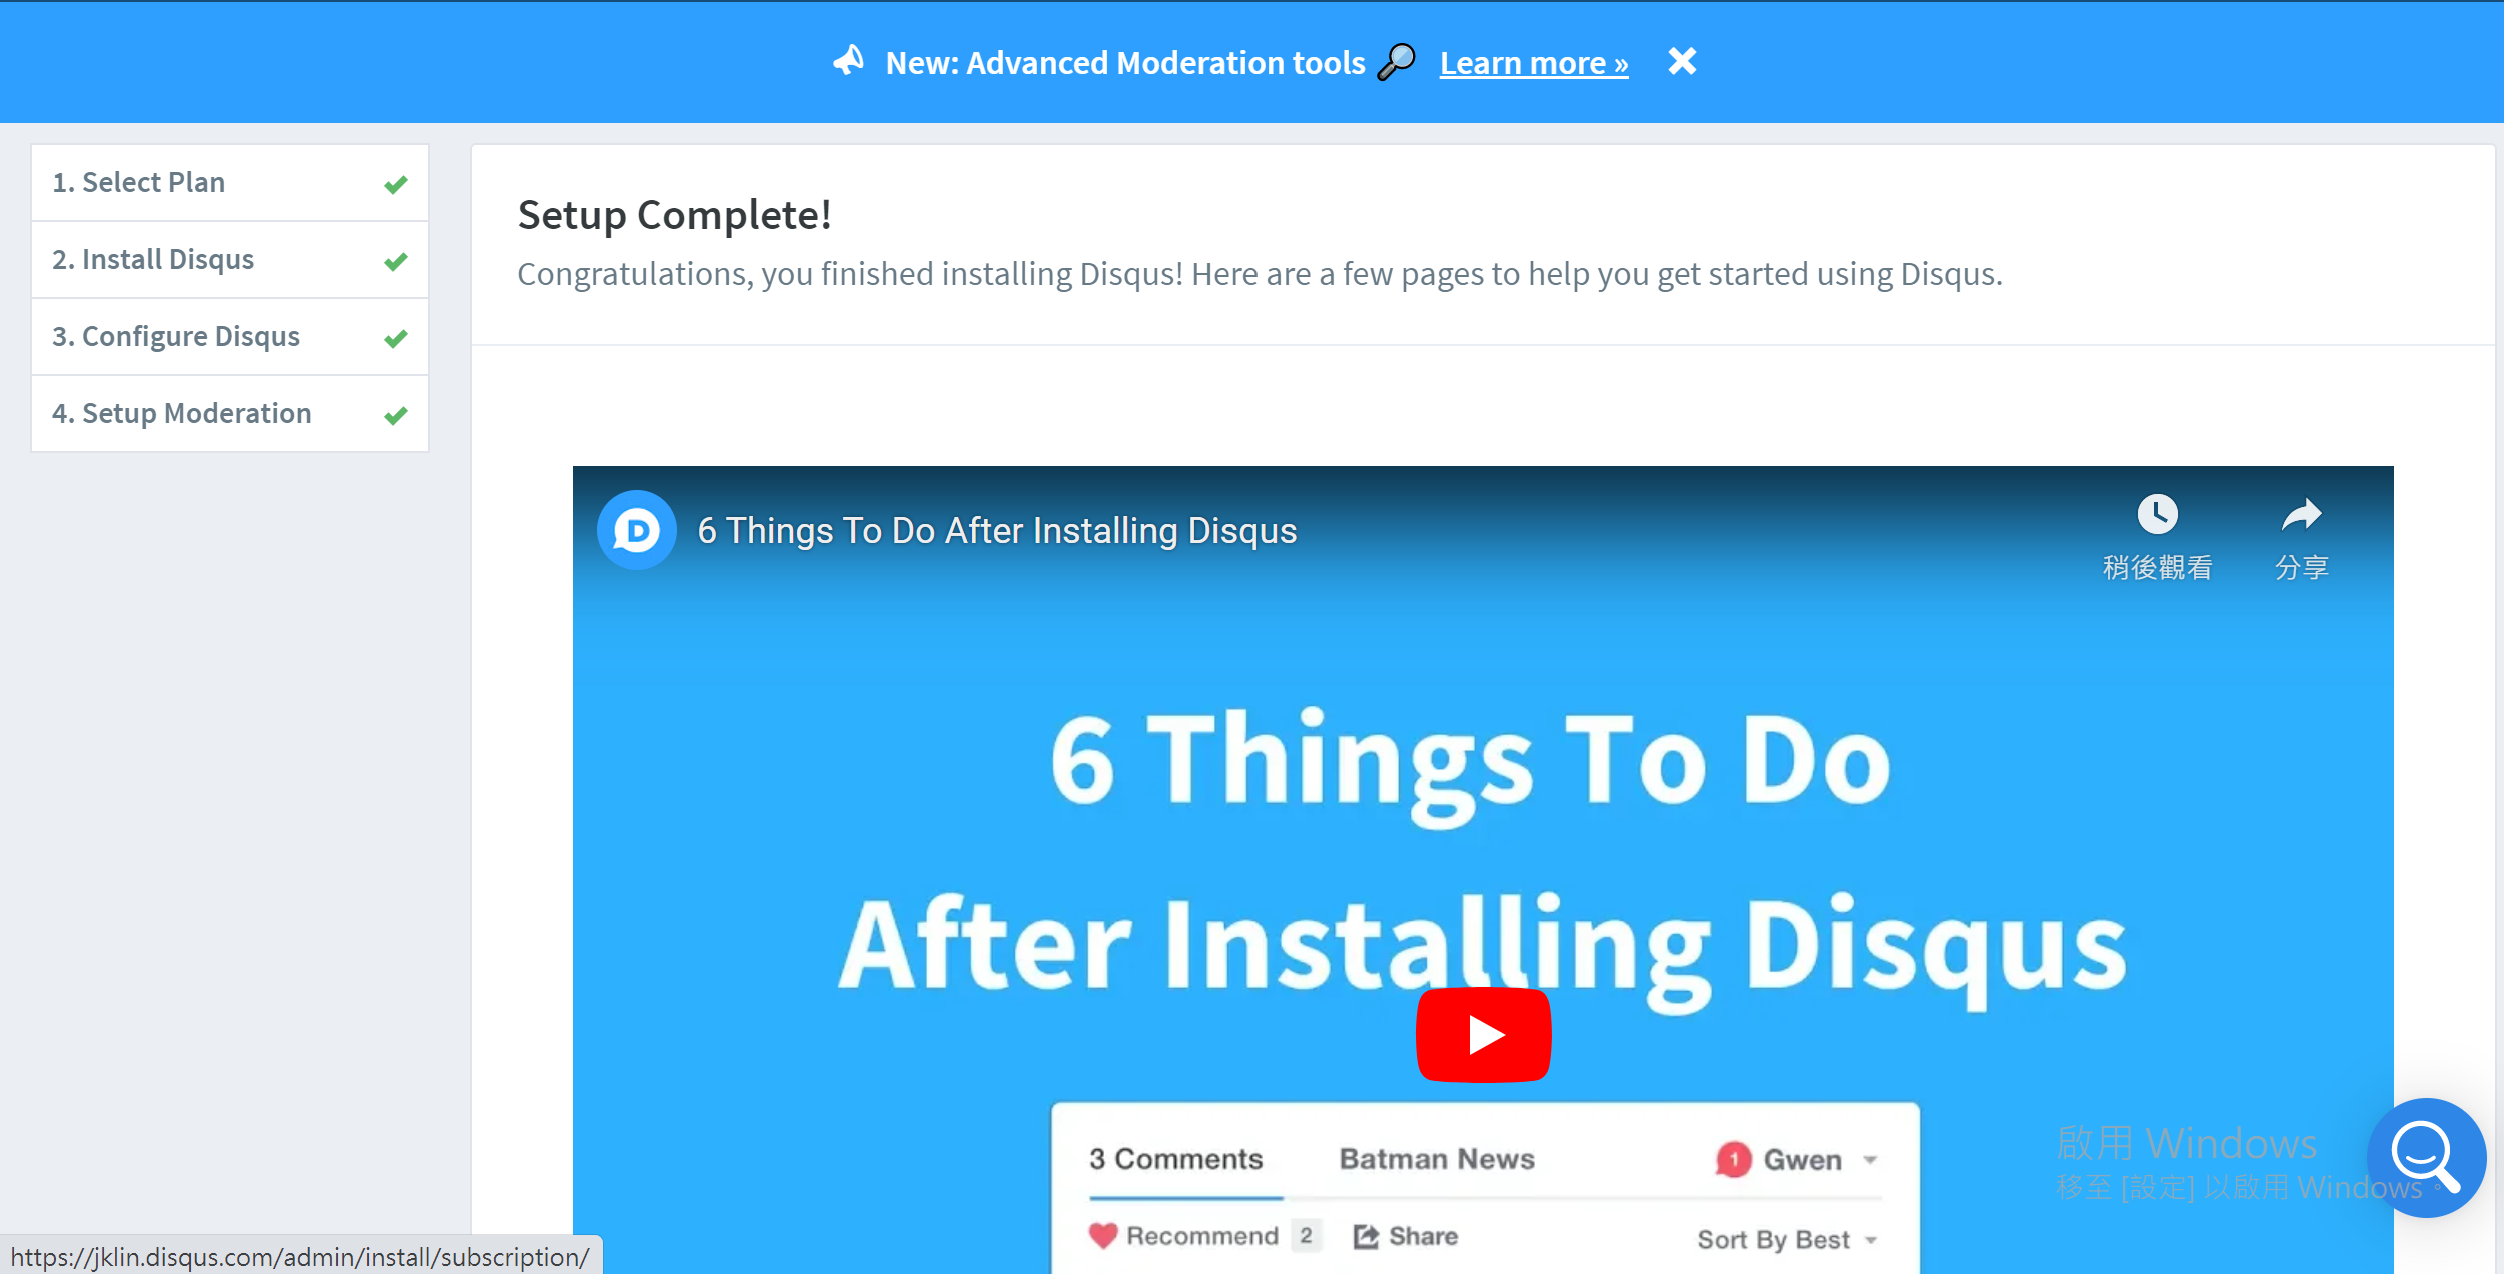 New: Advanced Moderation tools 🔎 Learn more »
1. Select Plan
2. Install Disqus
3. Configure Disqus
4. Setup Moderation
Setup Complete!
Congratulations, you finished installing Disqus! Here are a few pages to help you get started using Disqus.
D
6 Things To Do After Installing Disqus
稍後觀看
分享
6 Things To Do
After Installing Disqus
3 Comments
Batman News
1
Gwen
Recommend 2
Share
Sort By Best
啟用 Windows
移至 [設定] 以啟用 Windows。
https://jklin.disqus.com/admin/install/subscription/